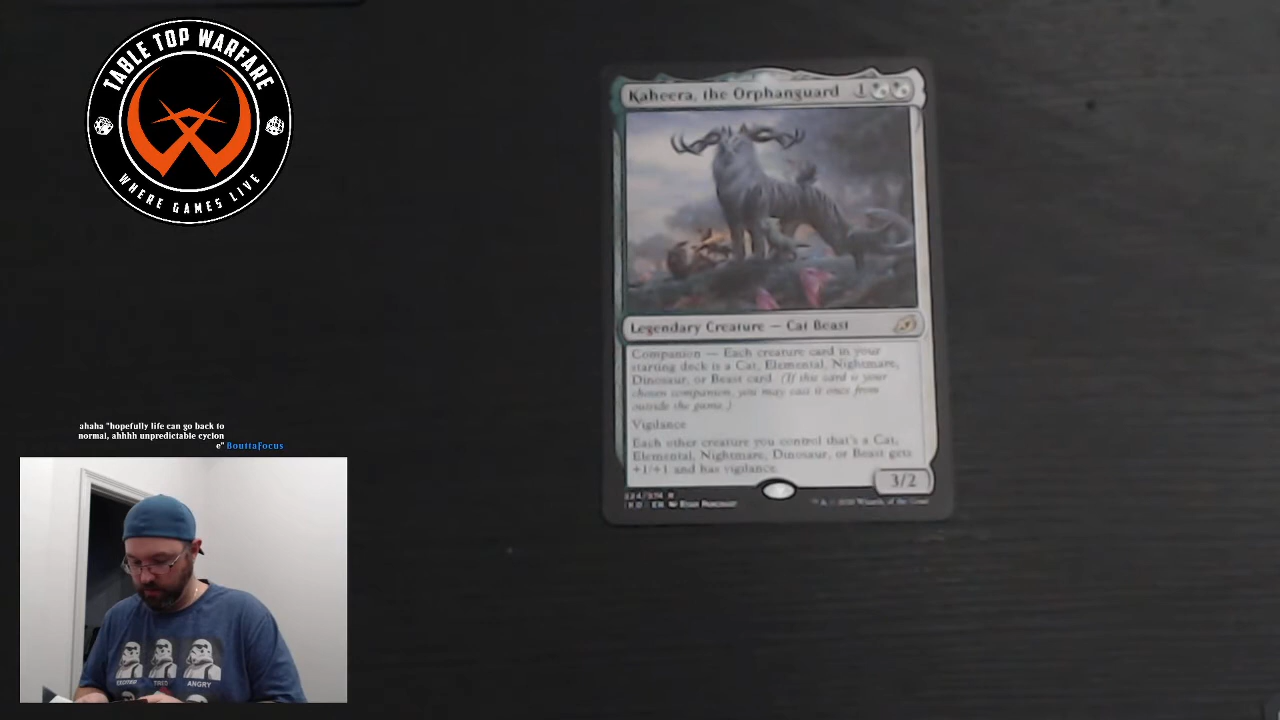 TABLE TOP WARFARE
WHERE GAMES LIVE
Kaheera, the Orphanguard 1
Legendary Creature — Cat Beast
Companion — Each creature card in your
starting deck is a Cat, Elemental, Nightmare,
Dinosaur, or Beast card. (If this card is your
chosen companion, you may cast it once from
outside the game.)
Vigilance
Each other creature you control that's a Cat,
Elemental, Nightmare, Dinosaur, or Beast gets
+1/+1 and has vigilance.
3/2
ahaha "hopefully life can go back to
normal, ahhhh unpredictable cyclon
e" BouttaFocus
TIRED ANGRY